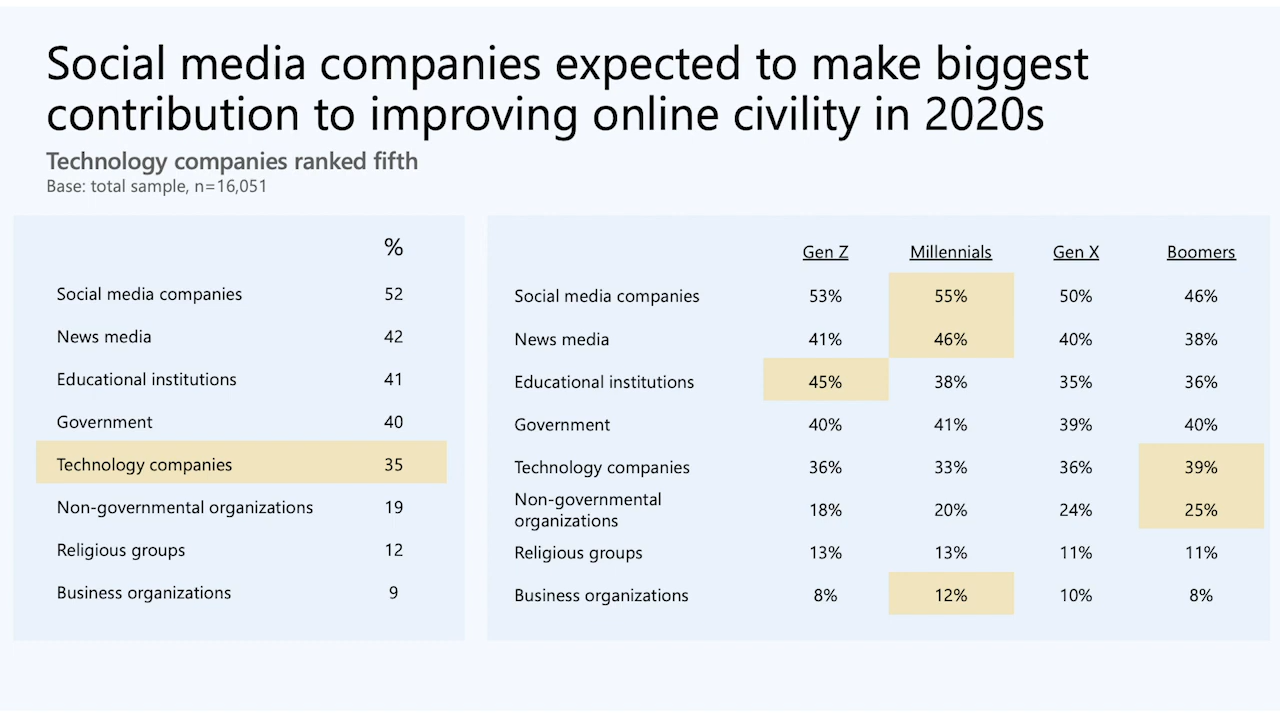 Social media companies expected to make biggest
contribution to improving online civility in 2020s
Technology companies ranked fifth
Base: total sample, n=16,051
%
Social media companies 52
News media 42
Educational institutions 41
Government 40
Technology companies 35
Non-governmental organizations 19
Religious groups 12
Business organizations 9
Gen Z Millennials Gen X Boomers
Social media companies 53% 55% 50% 46%
News media 41% 46% 40% 38%
Educational institutions 45% 38% 35% 36%
Government 40% 41% 39% 40%
Technology companies 36% 33% 36% 39%
Non-governmental
organizations 18% 20% 24% 25%
Religious groups 13% 13% 11% 11%
Business organizations 8% 12% 10% 8%